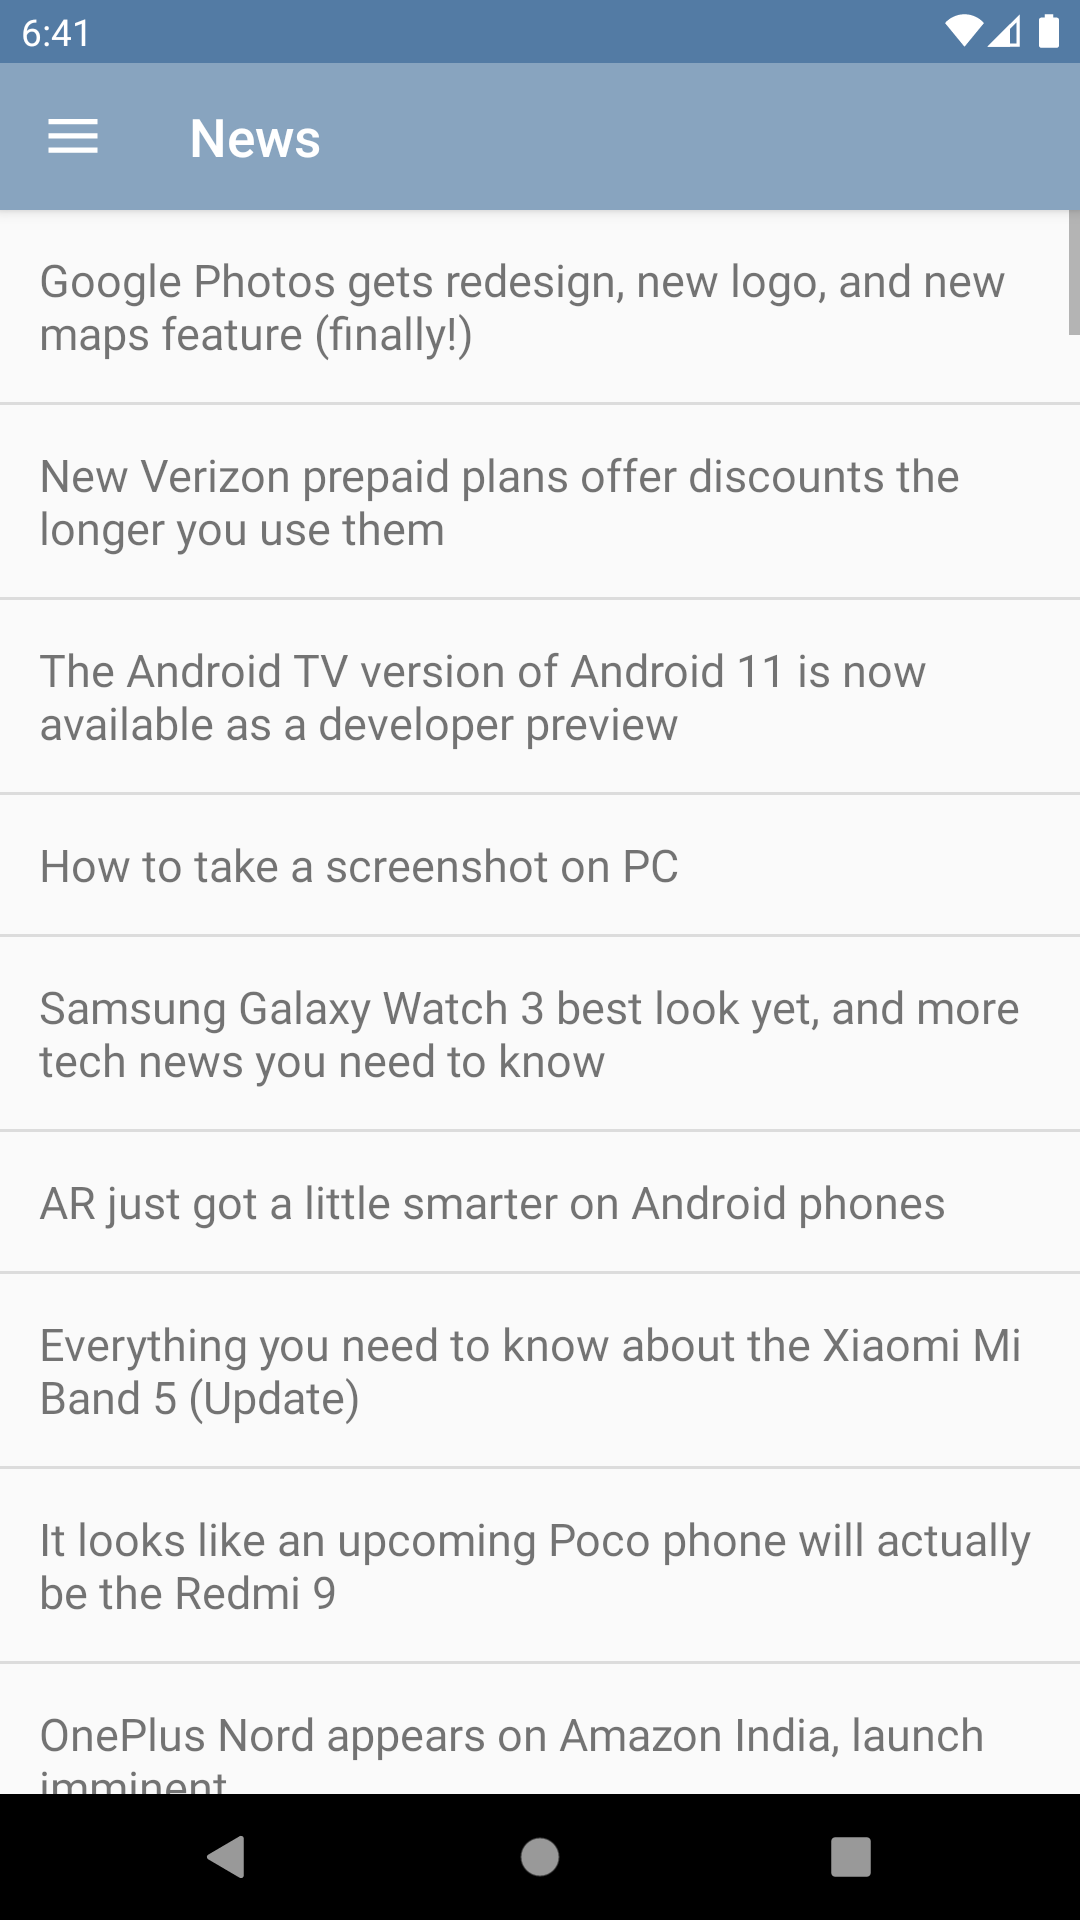 6:41
News
Google Photos gets redesign, new logo, and new
maps feature (finally!)
New Verizon prepaid plans offer discounts the
longer you use them
The Android TV version of Android 11 is now
available as a developer preview
How to take a screenshot on PC
Samsung Galaxy Watch 3 best look yet, and more
tech news you need to know
AR just got a little smarter on Android phones
Everything you need to know about the Xiaomi Mi
Band 5 (Update)
It looks like an upcoming Poco phone will actually
be the Redmi 9
OnePlus Nord appears on Amazon India, launch
imminent